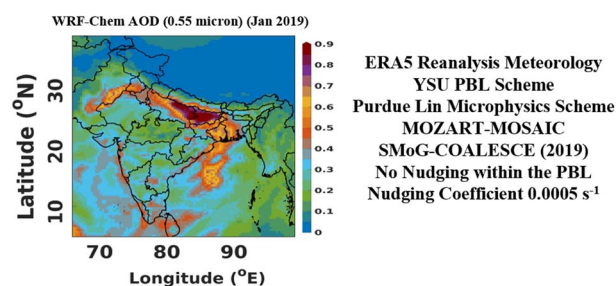 WRF-Chem AOD (0.55 micron) (Jan 2019)
0.9
0.8
0.7
0.6
0.5
0.4
0.3
0.2
0.1
0
30
20
10
Latitude (°N)
70 80 90
Longitude (°E)
ERA5 Reanalysis Meteorology
YSU PBL Scheme
Purdue Lin Microphysics Scheme
MOZART-MOSAIC
SMoG-COALESCE (2019)
No Nudging within the PBL
Nudging Coefficient 0.0005 s⁻¹